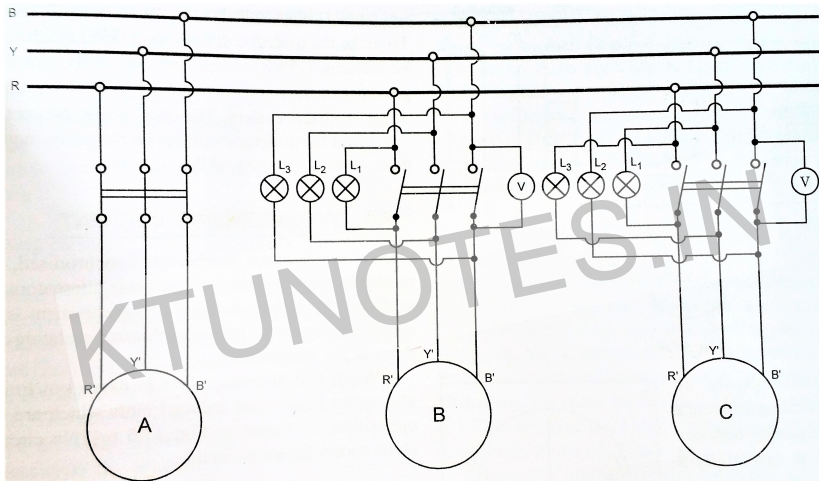 B
Y
R
L3 L2 L1 V L3 L2 L1 V
KTUNOTES.IN
R' Y' B' R' Y' B' R' Y' B'
A B C